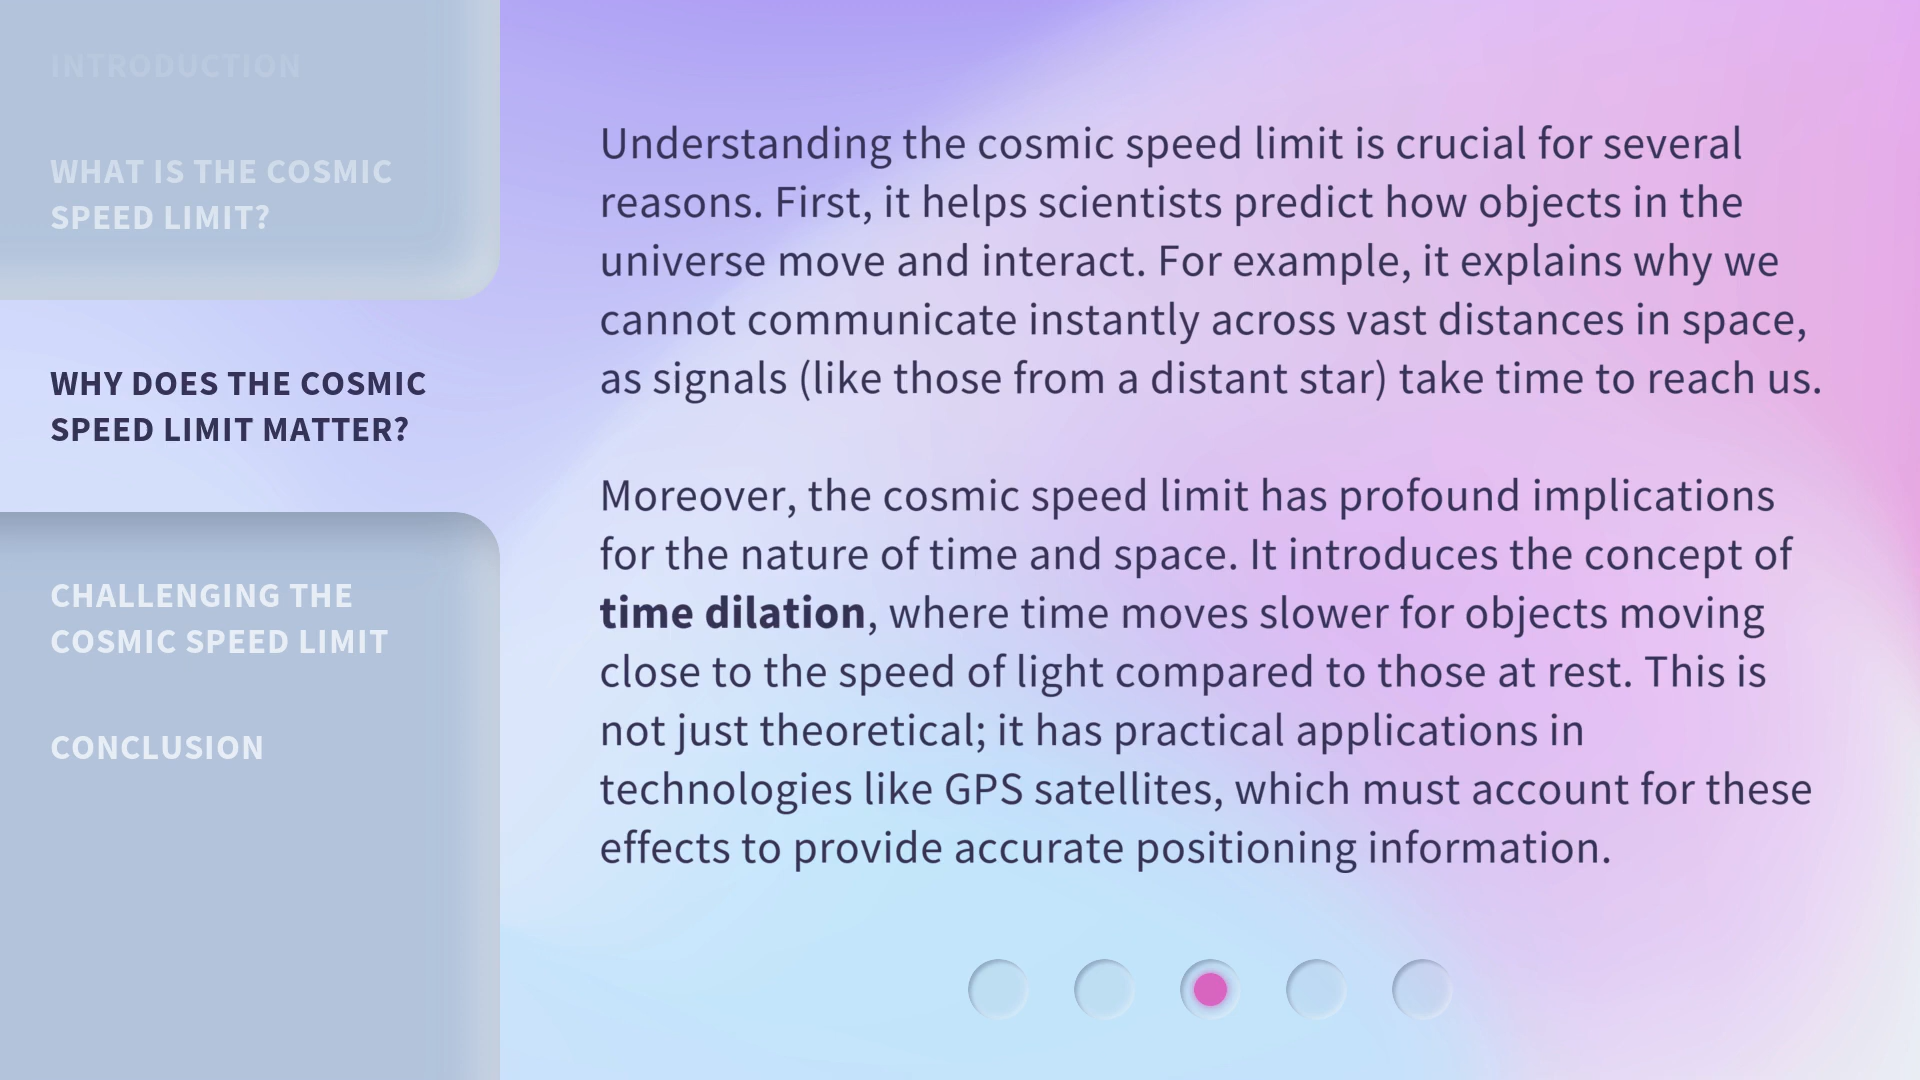 INTRODUCTION
WHAT IS THE COSMIC
SPEED LIMIT?
WHY DOES THE COSMIC
SPEED LIMIT MATTER?
CHALLENGING THE
COSMIC SPEED LIMIT
CONCLUSION
Understanding the cosmic speed limit is crucial for several
reasons. First, it helps scientists predict how objects in the
universe move and interact. For example, it explains why we
cannot communicate instantly across vast distances in space,
as signals (like those from a distant star) take time to reach us.
Moreover, the cosmic speed limit has profound implications
for the nature of time and space. It introduces the concept of
time dilation, where time moves slower for objects moving
close to the speed of light compared to those at rest. This is
not just theoretical; it has practical applications in
technologies like GPS satellites, which must account for these
effects to provide accurate positioning information.